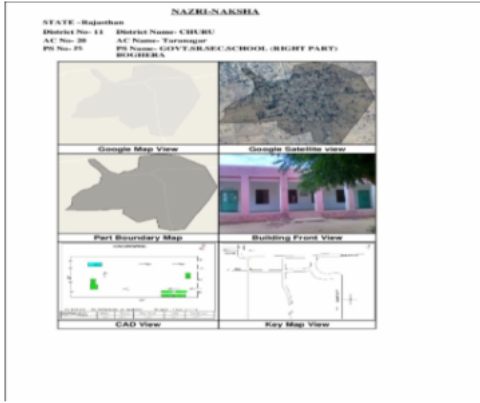 NAZRI-NAKSHA
STATE -Rajasthan
District No- 11 District Name- CHURU
AC No- 20 AC Name- Taranagar
PS No- 25 PS Name- GOVT.SR.SEC.SCHOOL (RIGHT PART)
BOGHERA
Google Map View Google Satellite view
Part Boundary Map Building Front View
CAD View Key Map View